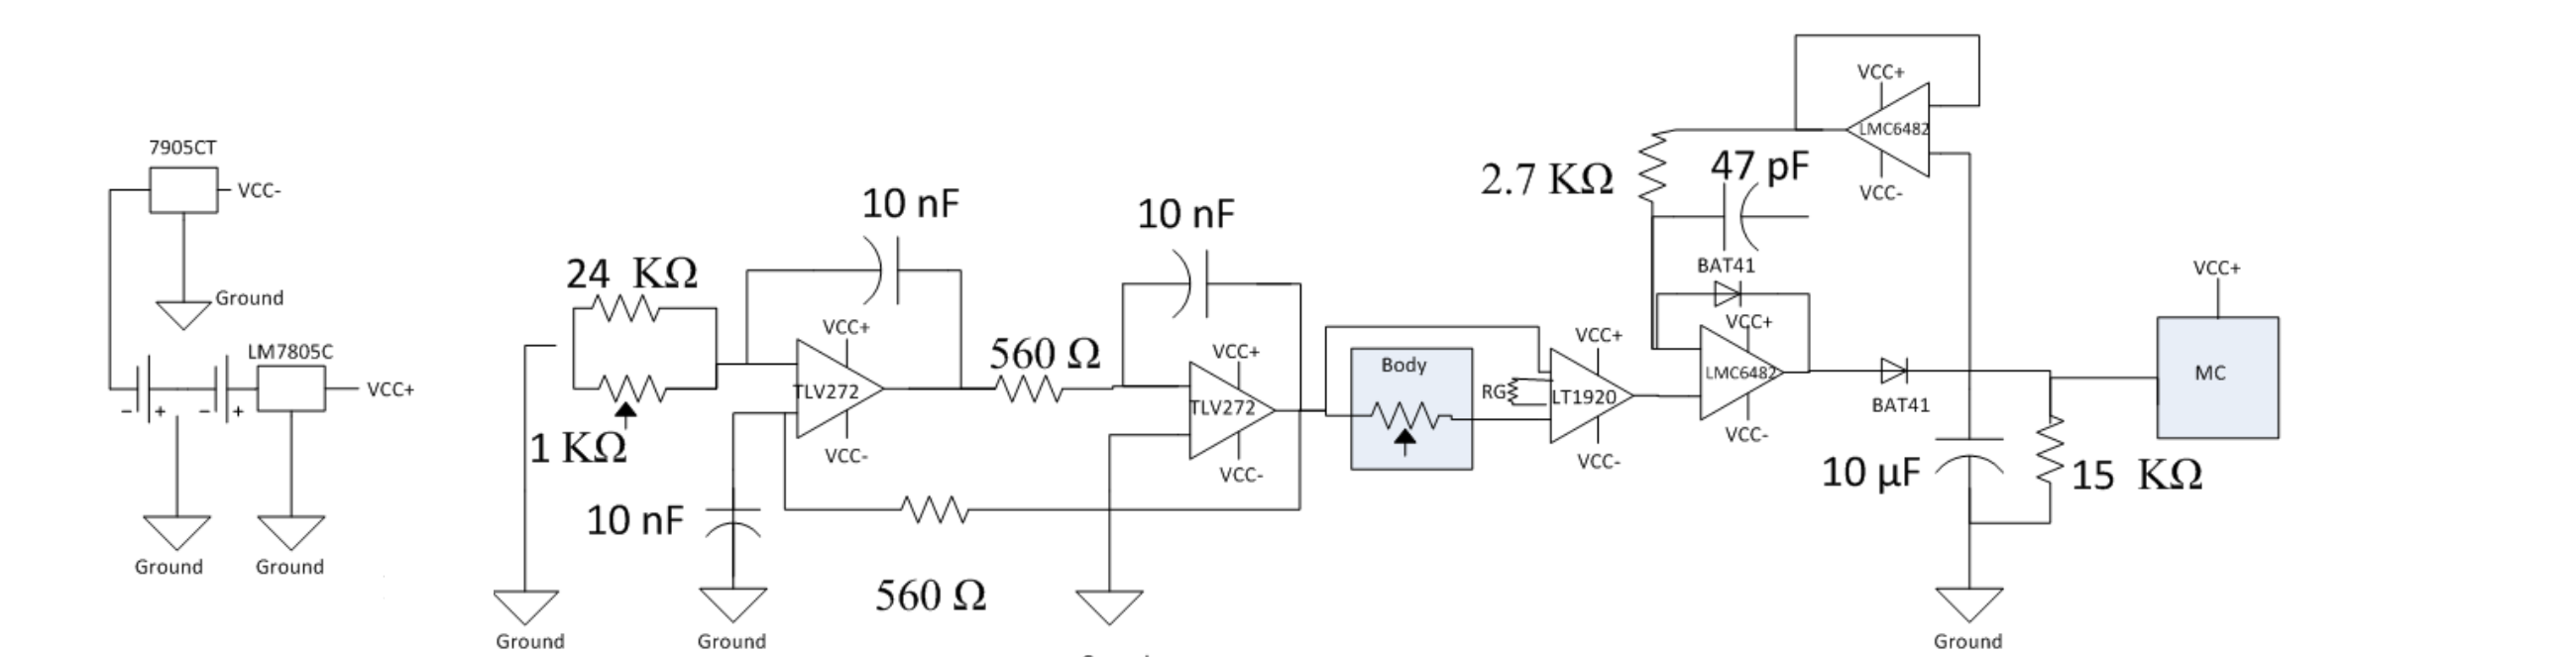 7905CT
VCC-
Ground
LM7805C
VCC+
- + - +
Ground
Ground
24 KΩ
1 KΩ
Ground
10 nF
VCC+
TLV272
VCC-
10 nF
Ground
560 Ω
560 Ω
10 nF
VCC+
TLV272
VCC-
Body
RG
VCC+
LT1920
VCC-
2.7 KΩ
47 pF
BAT41
VCC+
LMC6482
VCC-
VCC+
LMC6482
VCC-
BAT41
10 µF
15 KΩ
Ground
VCC+
MC